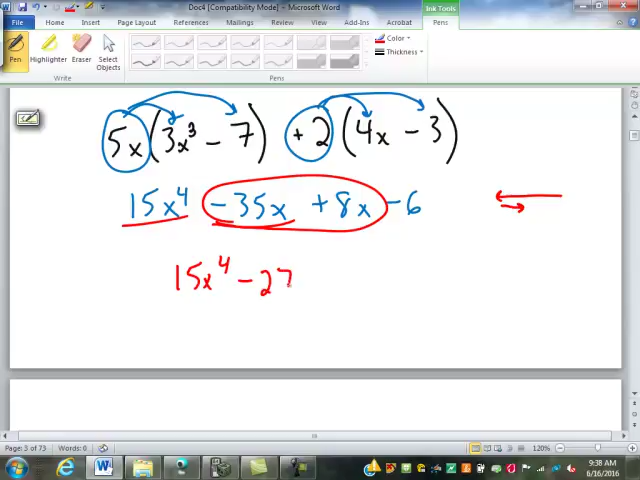 Doc4 [Compatibility Mode] - Microsoft Word
Ink Tools
File Home Insert Page Layout References Mailings Review View Add-Ins Acrobat Pens
Pen Highlighter Eraser Select Objects
Color
Thickness
Write Pens
5x(3x³ − 7) + 2(4x − 3)
15x⁴ − 35x + 8x − 6
15x⁴ − 27
Page: 3 of 73 Words: 0 120%
9:38 AM
6/16/2016